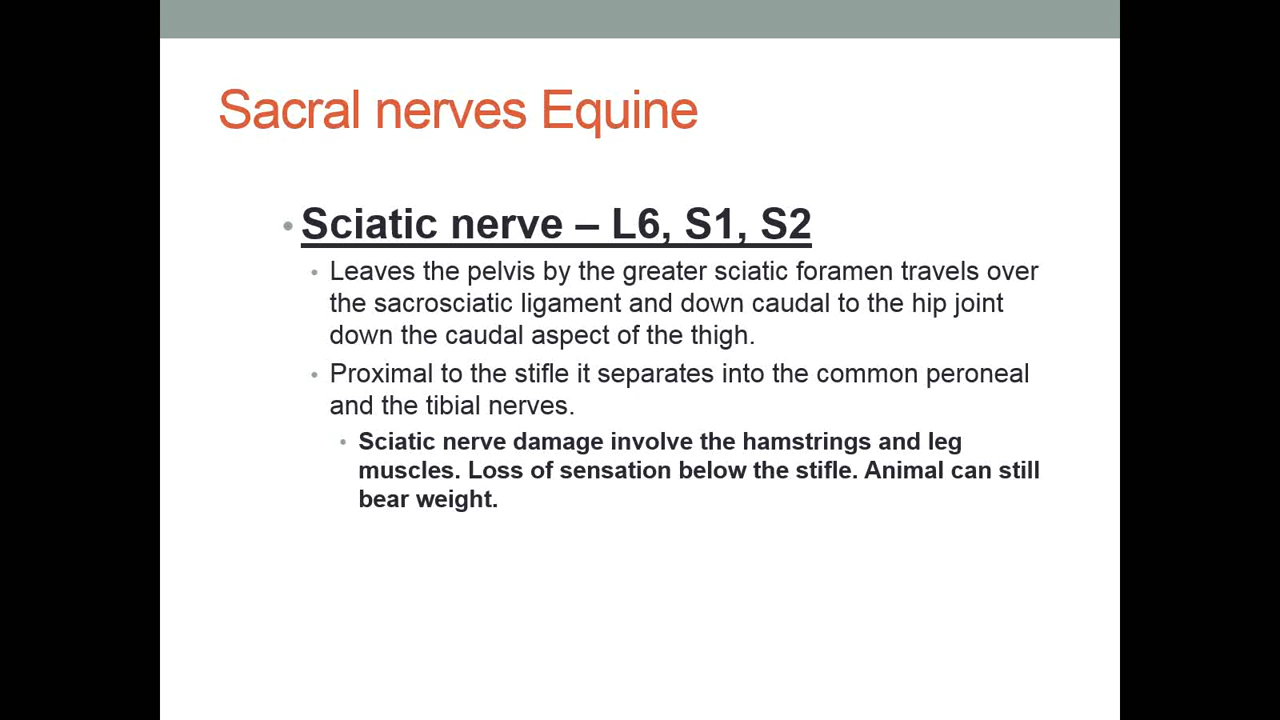 Sacral nerves Equine
• Sciatic nerve – L6, S1, S2
• Leaves the pelvis by the greater sciatic foramen travels over
the sacrosciatic ligament and down caudal to the hip joint
down the caudal aspect of the thigh.
• Proximal to the stifle it separates into the common peroneal
and the tibial nerves.
• Sciatic nerve damage involve the hamstrings and leg
muscles. Loss of sensation below the stifle. Animal can still
bear weight.